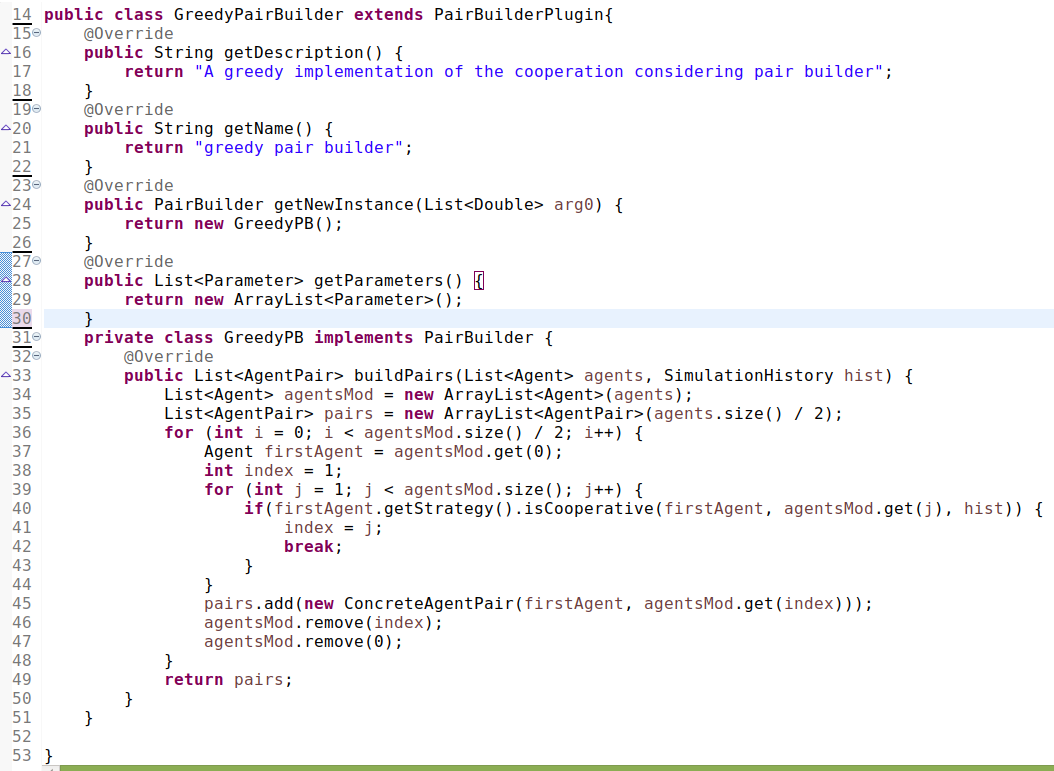 14 public class GreedyPairBuilder extends PairBuilderPlugin{
15     @Override
16     public String getDescription() {
17         return "A greedy implementation of the cooperation considering pair builder";
18     }
19     @Override
20     public String getName() {
21         return "greedy pair builder";
22     }
23     @Override
24     public PairBuilder getNewInstance(List<Double> arg0) {
25         return new GreedyPB();
26     }
27     @Override
28     public List<Parameter> getParameters() {
29         return new ArrayList<Parameter>();
30     }
31     private class GreedyPB implements PairBuilder {
32         @Override
33         public List<AgentPair> buildPairs(List<Agent> agents, SimulationHistory hist) {
34             List<Agent> agentsMod = new ArrayList<Agent>(agents);
35             List<AgentPair> pairs = new ArrayList<AgentPair>(agents.size() / 2);
36             for (int i = 0; i < agentsMod.size() / 2; i++) {
37                 Agent firstAgent = agentsMod.get(0);
38                 int index = 1;
39                 for (int j = 1; j < agentsMod.size(); j++) {
40                     if(firstAgent.getStrategy().isCooperative(firstAgent, agentsMod.get(j), hist)) {
41                         index = j;
42                         break;
43                     }
44                 }
45                 pairs.add(new ConcreteAgentPair(firstAgent, agentsMod.get(index)));
46                 agentsMod.remove(index);
47                 agentsMod.remove(0);
48             }
49             return pairs;
50         }
51     }
52
53 }